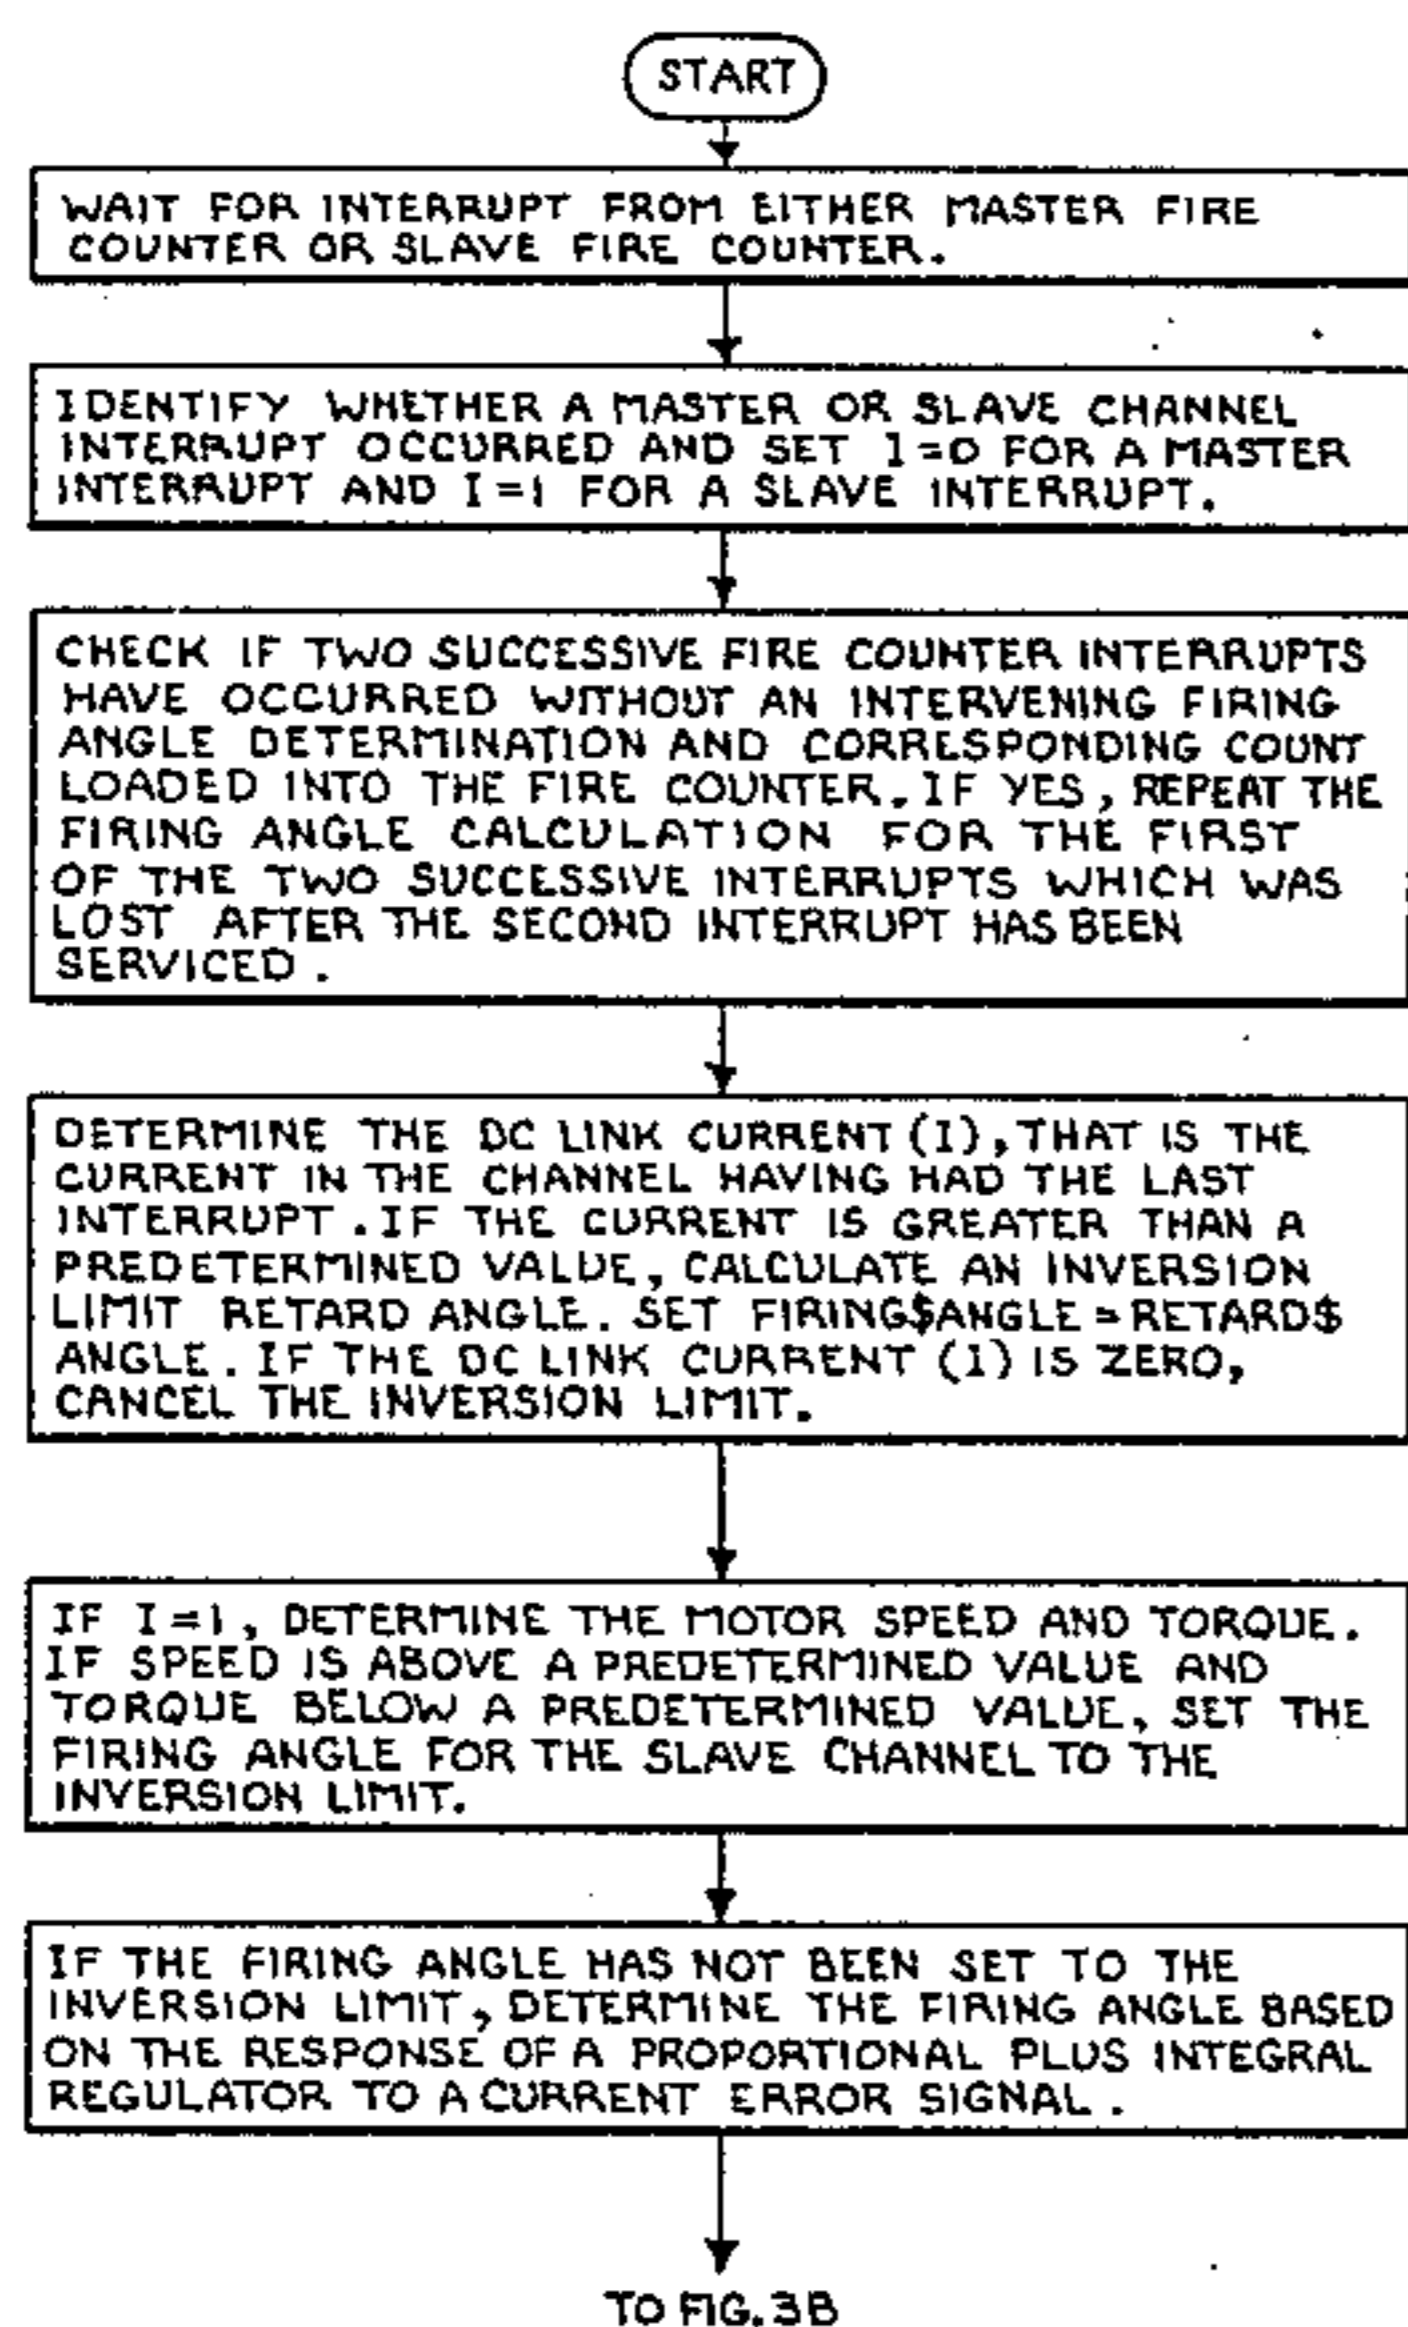 START
WAIT FOR INTERRUPT FROM EITHER MASTER FIRE
COUNTER OR SLAVE FIRE COUNTER.
IDENTIFY WHETHER A MASTER OR SLAVE CHANNEL
INTERRUPT OCCURRED AND SET I=0 FOR A MASTER
INTERRUPT AND I=1 FOR A SLAVE INTERRUPT.
CHECK IF TWO SUCCESSIVE FIRE COUNTER INTERRUPTS
HAVE OCCURRED WITHOUT AN INTERVENING FIRING
ANGLE DETERMINATION AND CORRESPONDING COUNT
LOADED INTO THE FIRE COUNTER. IF YES, REPEAT THE
FIRING ANGLE CALCULATION FOR THE FIRST
OF THE TWO SUCCESSIVE INTERRUPTS WHICH WAS
LOST AFTER THE SECOND INTERRUPT HAS BEEN
SERVICED.
DETERMINE THE DC LINK CURRENT (I), THAT IS THE
CURRENT IN THE CHANNEL HAVING HAD THE LAST
INTERRUPT. IF THE CURRENT IS GREATER THAN A
PREDETERMINED VALUE, CALCULATE AN INVERSION
LIMIT RETARD ANGLE. SET FIRING$ANGLE = RETARD$
ANGLE. IF THE DC LINK CURRENT (I) IS ZERO,
CANCEL THE INVERSION LIMIT.
IF I=1, DETERMINE THE MOTOR SPEED AND TORQUE.
IF SPEED IS ABOVE A PREDETERMINED VALUE AND
TORQUE BELOW A PREDETERMINED VALUE, SET THE
FIRING ANGLE FOR THE SLAVE CHANNEL TO THE
INVERSION LIMIT.
IF THE FIRING ANGLE HAS NOT BEEN SET TO THE
INVERSION LIMIT, DETERMINE THE FIRING ANGLE BASED
ON THE RESPONSE OF A PROPORTIONAL PLUS INTEGRAL
REGULATOR TO A CURRENT ERROR SIGNAL.
TO FIG. 3B